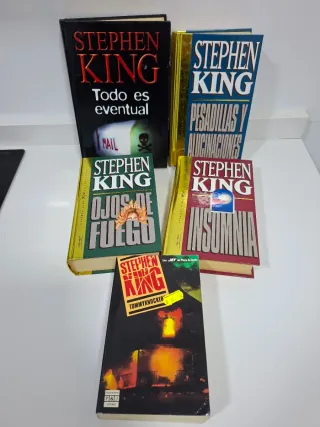 STEPHEN
KING
Todo es
eventual
MAIL
STEPHEN
KING
PESADILLAS Y
ALUCINACIONES
STEPHEN
KING
OJOS DE
FUEGO
STEPHEN
KING
INSOMNIA
STEPHEN
KING
TOMMYKNOCKERS